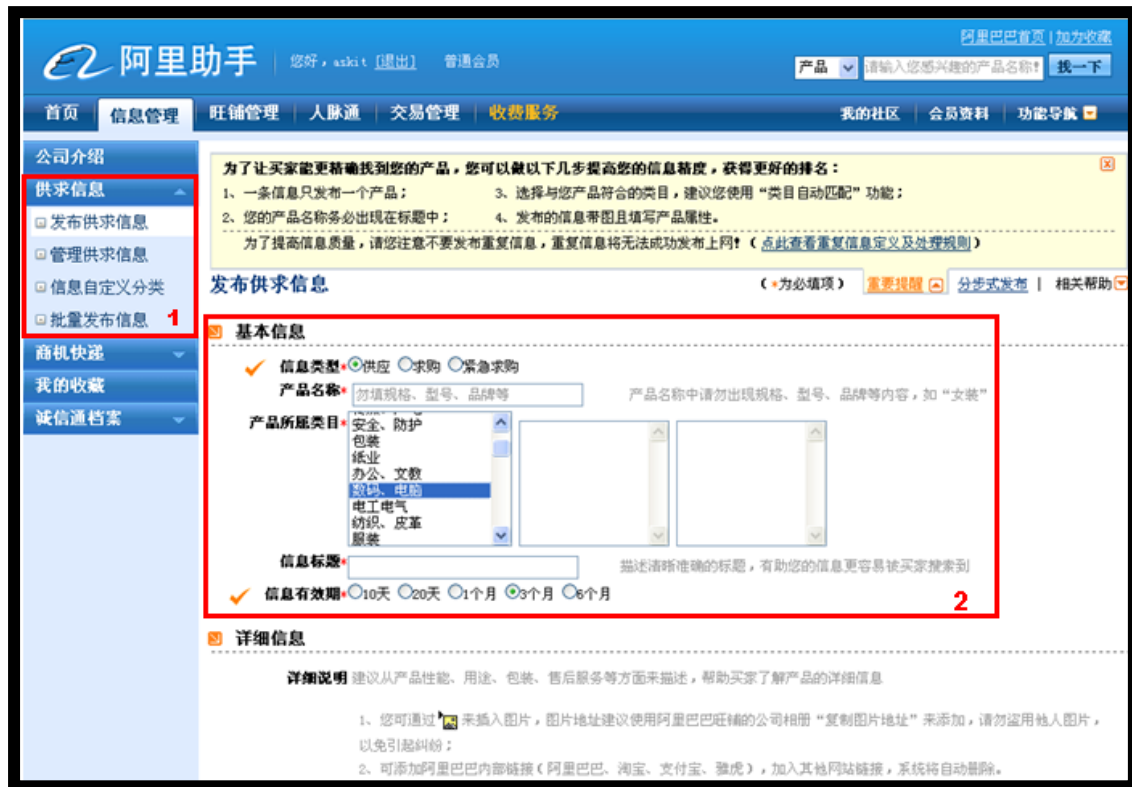 阿里巴巴首页 | 加为收藏
阿里助手 您好，askit [退出] 普通会员
产品 请输入您感兴趣的产品名称! 找一下
首页 信息管理 旺铺管理 人脉通 交易管理 收费服务 我的社区 会员资料 功能导航
公司介绍
供求信息
发布供求信息
管理供求信息
信息自定义分类
批量发布信息 1
商机快递
我的收藏
诚信通档案
为了让买家能更精确找到您的产品，您可以做以下几步提高您的信息精度，获得更好的排名：
1、一条信息只发布一个产品； 3、选择与您产品符合的类目，建议您使用“类目自动匹配”功能；
2、您的产品名称务必出现在标题中； 4、发布的信息带图且填写产品属性。
为了提高信息质量，请您注意不要发布重复信息，重复信息将无法成功发布上网！（点此查看重复信息定义及处理规则）
发布供求信息 （*为必填项） 重要提醒 分步式发布 | 相关帮助
基本信息
信息类型*供应 求购 紧急求购
产品名称* 勿填规格、型号、品牌等 产品名称中请勿出现规格、型号、品牌等内容，如“女装”
产品所属类目*
安全、防护
包装
纸业
办公、文教
数码、电脑
电工电气
纺织、皮革
服装
信息标题* 描述清晰准确的标题，有助您的信息更容易被买家搜索到
信息有效期*10天 20天 1个月 3个月 6个月
2
详细信息
详细说明 建议从产品性能、用途、包装、售后服务等方面来描述，帮助买家了解产品的详细信息
1、您可通过 来插入图片，图片地址建议使用阿里巴巴旺铺的公司相册“复制图片地址”来添加，请勿盗用他人图片，
以免引起纠纷；
2、可添加阿里巴巴内部链接（阿里巴巴、淘宝、支付宝、雅虎），加入其他网站链接，系统将自动删除。